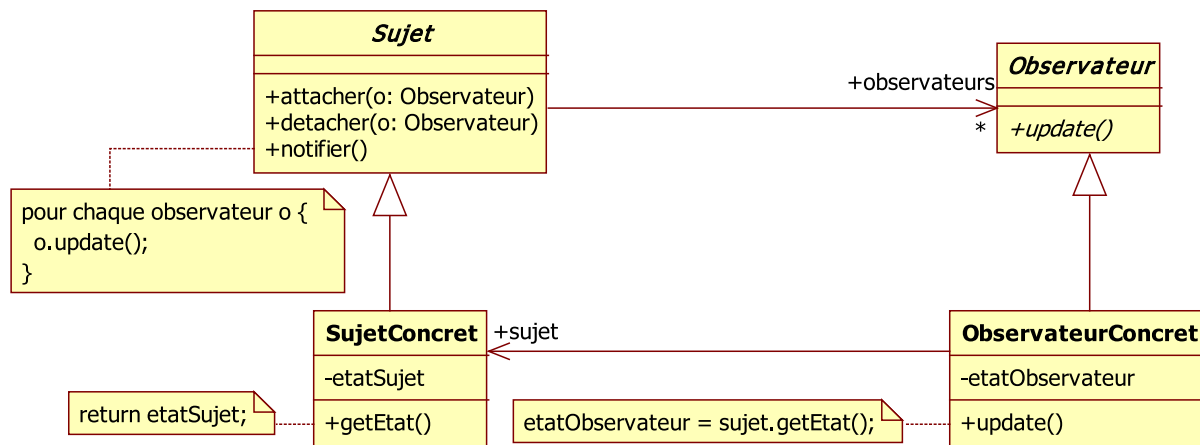 Sujet
+attacher(o: Observateur)
+detacher(o: Observateur)
+notifier()
+observateurs
*
Observateur
+update()
pour chaque observateur o {
o.update();
}
SujetConcret
-etatSujet
+getEtat()
+sujet
ObservateurConcret
-etatObservateur
+update()
return etatSujet;
etatObservateur = sujet.getEtat();